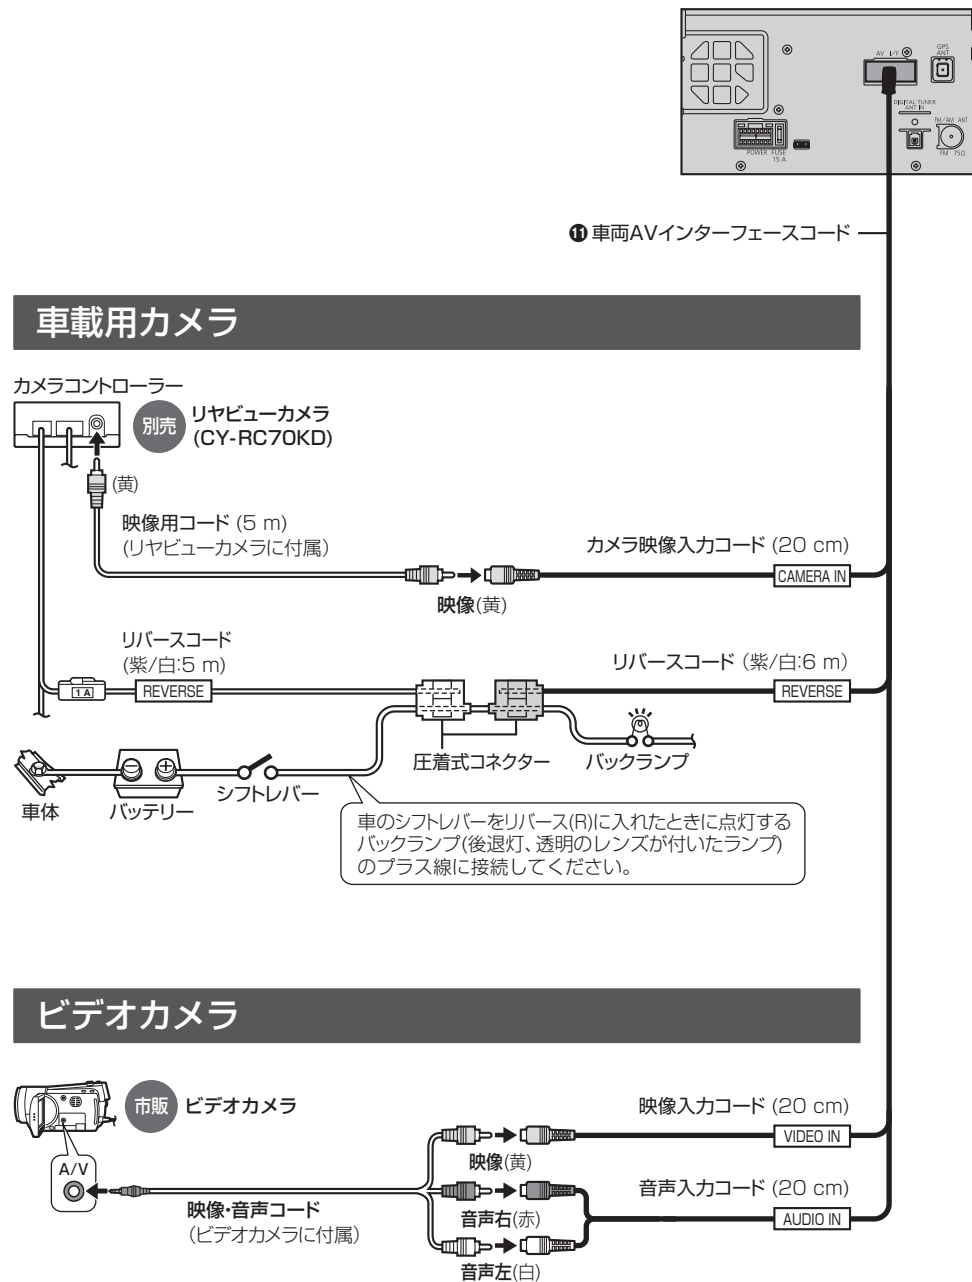 AV I/F
GPS
ANT
DIGITAL TUNER
ANT IN
FM/AM ANT
FM 75Ω
POWER FUSE
15 A
⓫ 車両AVインターフェースコード
車載用カメラ
カメラコントローラー
別売
リヤビューカメラ
(CY-RC70KD)
(黄)
映像用コード (5 m)
(リヤビューカメラに付属)
カメラ映像入力コード (20 cm)
CAMERA IN
映像(黄)
リバースコード
(紫/白:5 m)
リバースコード (紫/白:6 m)
1 A
REVERSE
REVERSE
圧着式コネクター
バックランプ
車体
バッテリー
シフトレバー
車のシフトレバーをリバース(R)に入れたときに点灯する
バックランプ(後退灯、透明のレンズが付いたランプ)
のプラス線に接続してください。
ビデオカメラ
市販
ビデオカメラ
映像入力コード (20 cm)
VIDEO IN
映像(黄)
A/V
音声入力コード (20 cm)
AUDIO IN
映像・音声コード
(ビデオカメラに付属)
音声右(赤)
音声左(白)